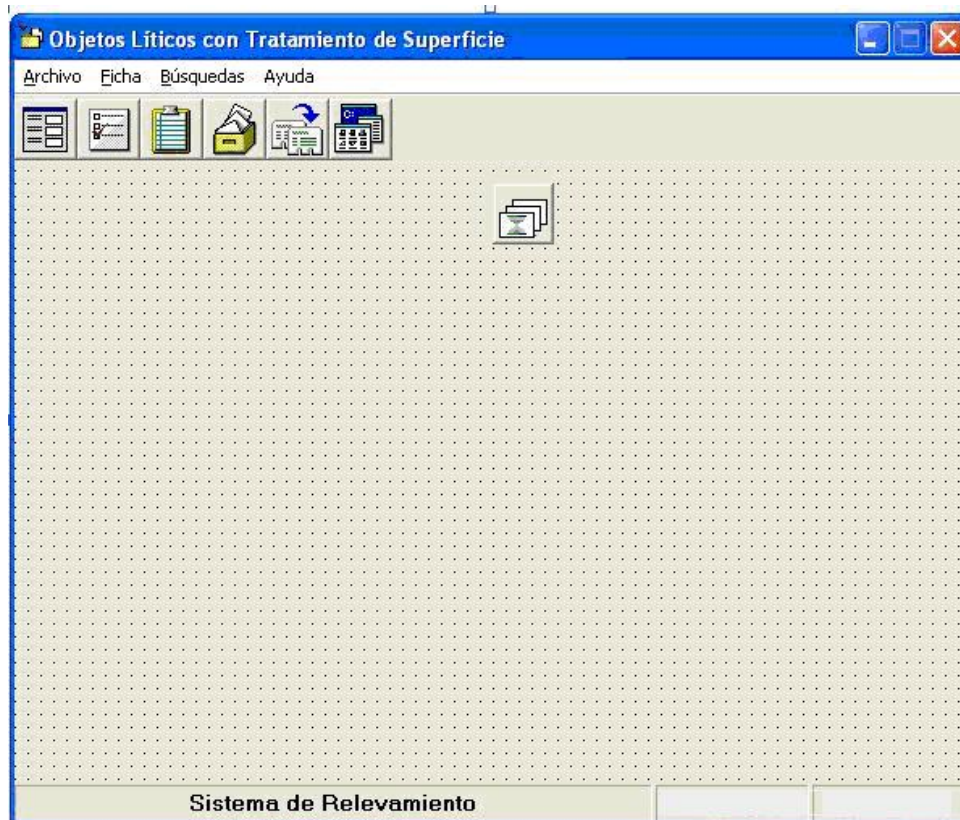 Objetos Líticos con Tratamiento de Superficie
Archivo Ficha Búsquedas Ayuda
Sistema de Relevamiento